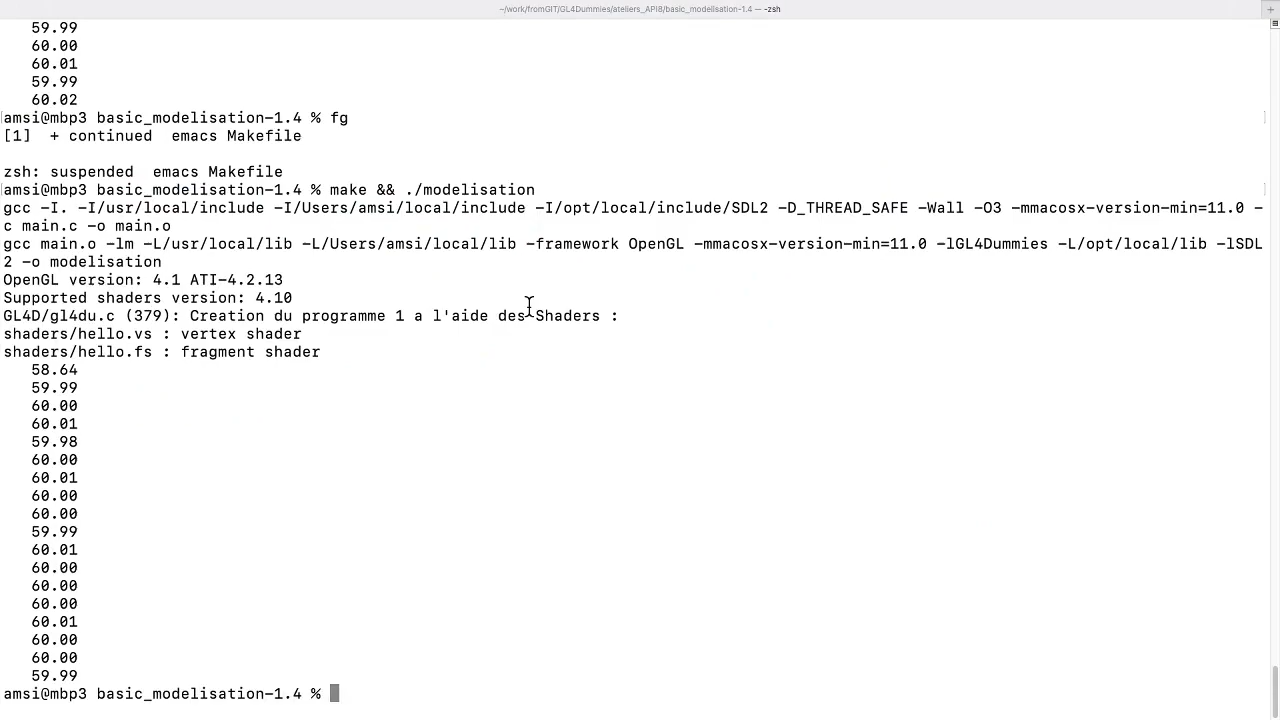 ~/work/fromGIT/GL4Dummies/ateliers_API8/basic_modelisation-1.4 — -zsh
59.99
60.00
60.01
59.99
60.02
amsi@mbp3 basic_modelisation-1.4 % fg
[1]  + continued  emacs Makefile
zsh: suspended  emacs Makefile
amsi@mbp3 basic_modelisation-1.4 % make && ./modelisation
gcc -I. -I/usr/local/include -I/Users/amsi/local/include -I/opt/local/include/SDL2 -D_THREAD_SAFE -Wall -O3 -mmacosx-version-min=11.0 -
c main.c -o main.o
gcc main.o -lm -L/usr/local/lib -L/Users/amsi/local/lib -framework OpenGL -mmacosx-version-min=11.0 -lGL4Dummies -L/opt/local/lib -lSDL
2 -o modelisation
OpenGL version: 4.1 ATI-4.2.13
Supported shaders version: 4.10
GL4D/gl4du.c (379): Creation du programme 1 a l'aide des Shaders :
shaders/hello.vs : vertex shader
shaders/hello.fs : fragment shader
58.64
59.99
60.00
60.01
59.98
60.00
60.01
60.00
60.00
59.99
60.01
60.00
60.00
60.00
60.01
60.00
60.00
59.99
amsi@mbp3 basic_modelisation-1.4 %